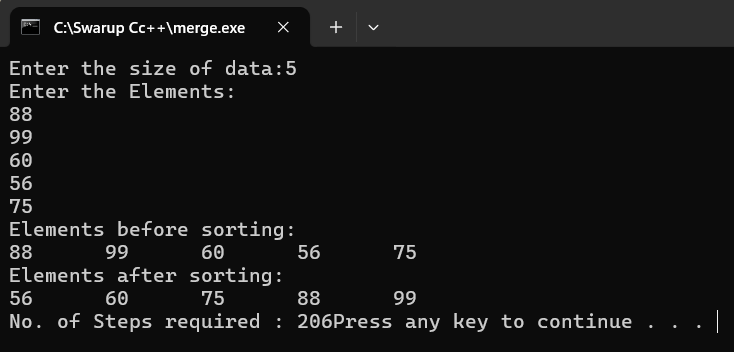 C:\Swarup Cc++\merge.exe
Enter the size of data:5
Enter the Elements:
88
99
60
56
75
Elements before sorting:
88 99 60 56 75
Elements after sorting:
56 60 75 88 99
No. of Steps required : 206Press any key to continue . . .